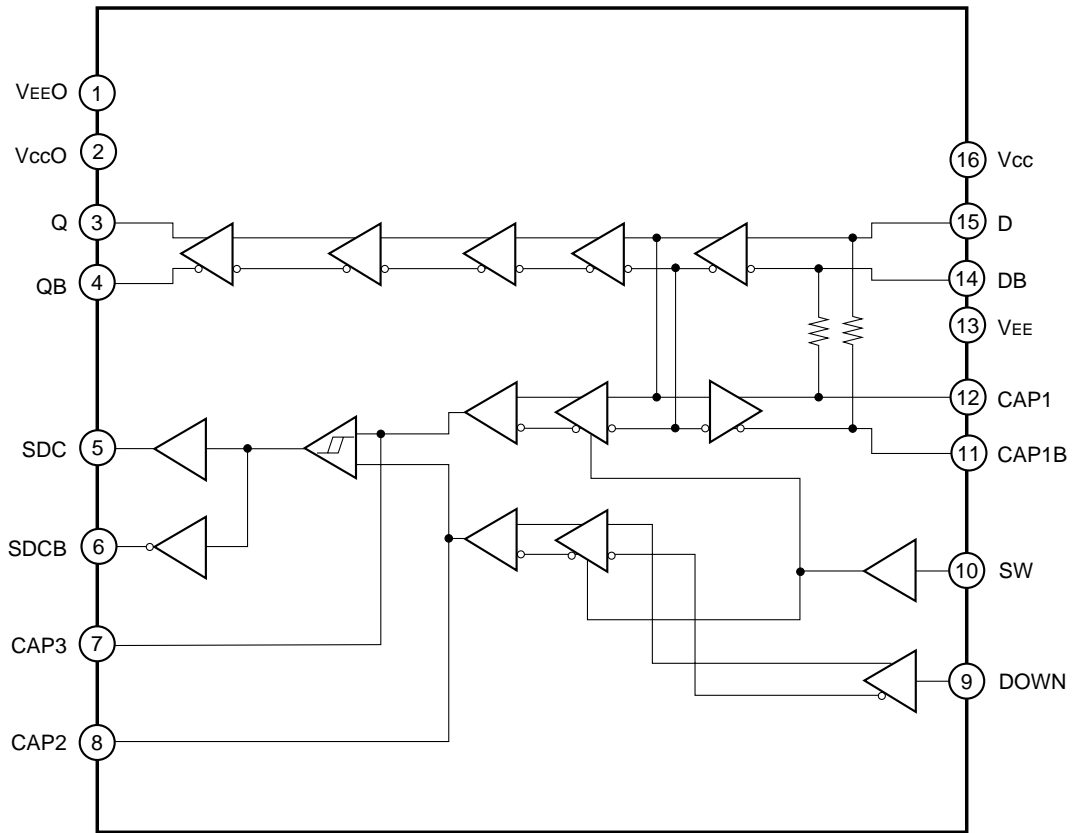 VEEO 1
VccO 2
Q 3
QB 4
SDC 5
SDCB 6
CAP3 7
CAP2 8
16 Vcc
15 D
14 DB
13 VEE
12 CAP1
11 CAP1B
10 SW
9 DOWN